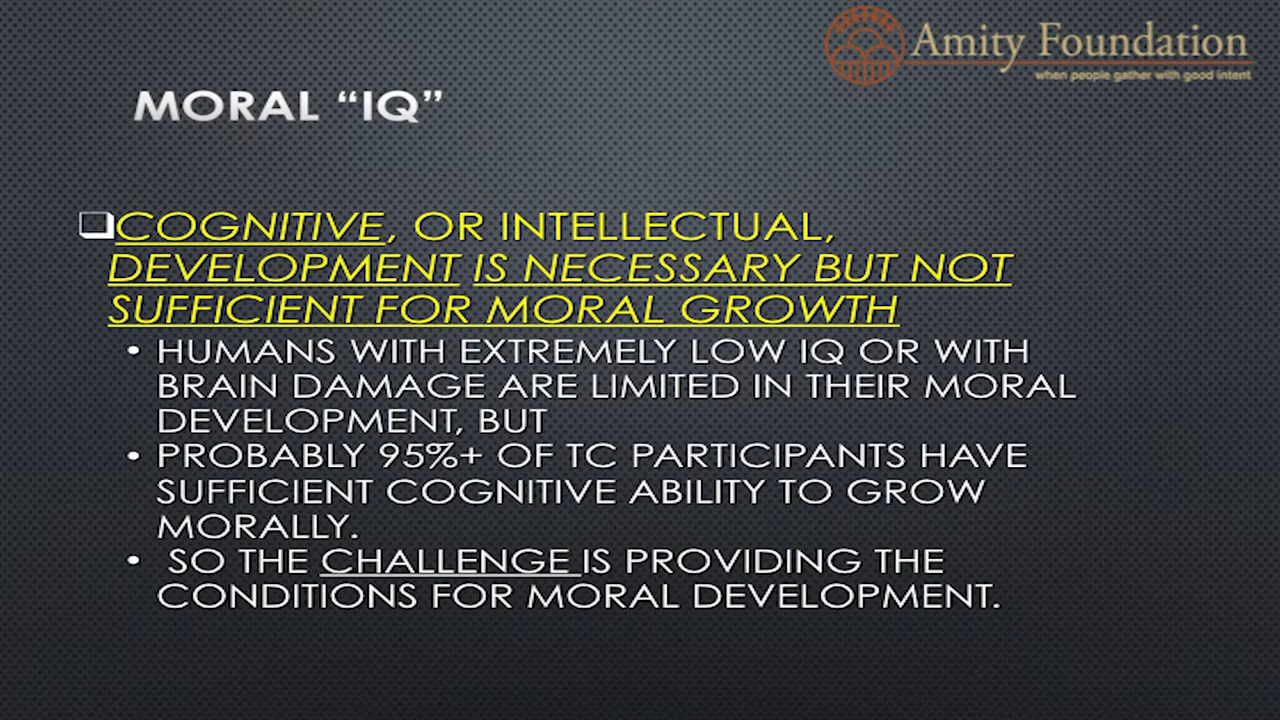 Amity Foundation
when people gather with good intent
MORAL “IQ”
❑COGNITIVE, OR INTELLECTUAL,
DEVELOPMENT IS NECESSARY BUT NOT
SUFFICIENT FOR MORAL GROWTH
• HUMANS WITH EXTREMELY LOW IQ OR WITH
BRAIN DAMAGE ARE LIMITED IN THEIR MORAL
DEVELOPMENT, BUT
• PROBABLY 95%+ OF TC PARTICIPANTS HAVE
SUFFICIENT COGNITIVE ABILITY TO GROW
MORALLY.
• SO THE CHALLENGE IS PROVIDING THE
CONDITIONS FOR MORAL DEVELOPMENT.